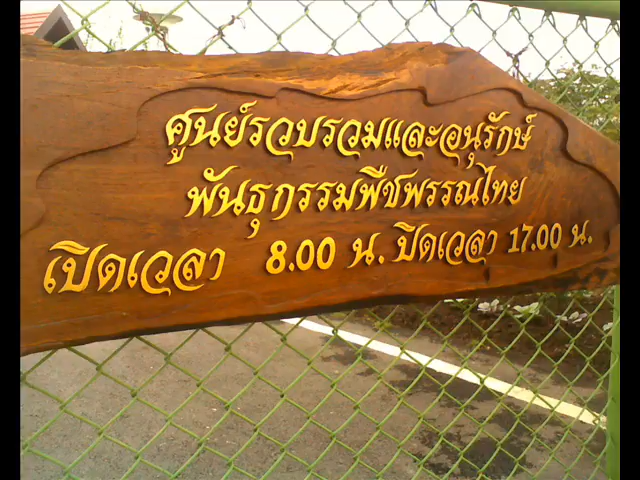 ศูนย์รวบรวมและอนุรักษ์
พันธุกรรมพืชพรรณไทย
เปิดเวลา 8.00 น. ปิดเวลา 17.00 น.